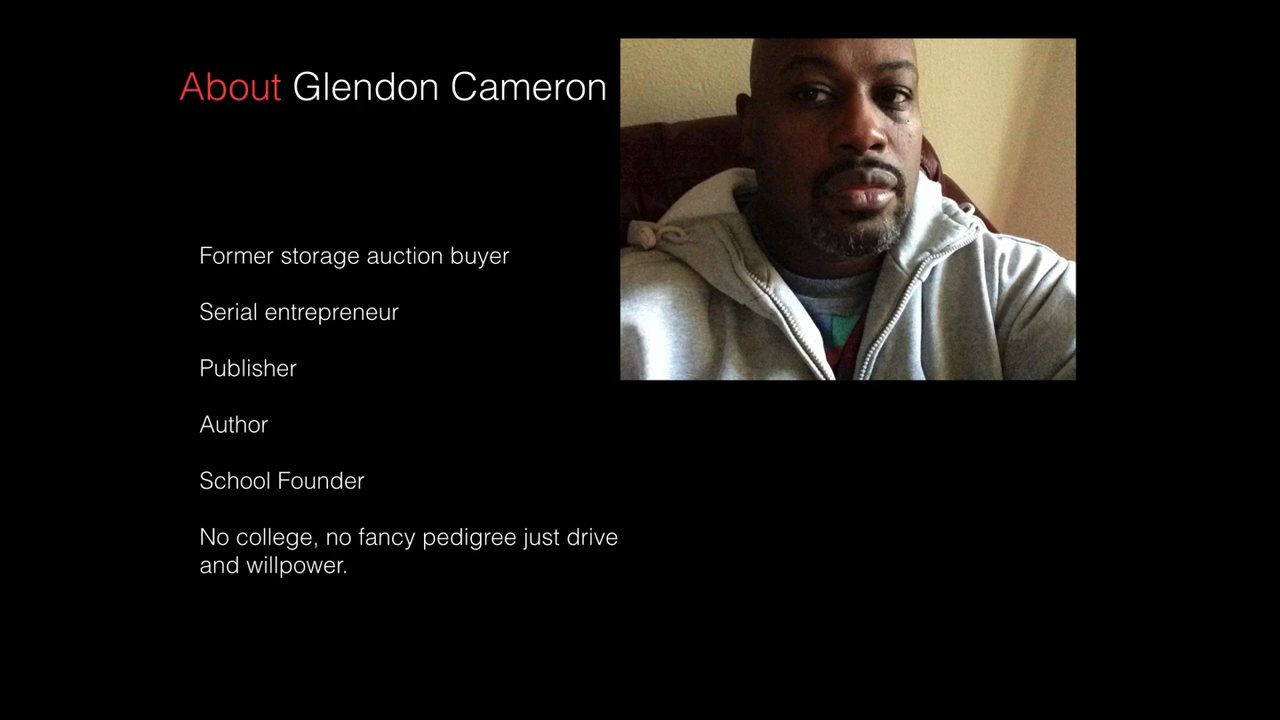 About Glendon Cameron
Former storage auction buyer
Serial entrepreneur
Publisher
Author
School Founder
No college, no fancy pedigree just drive
and willpower.